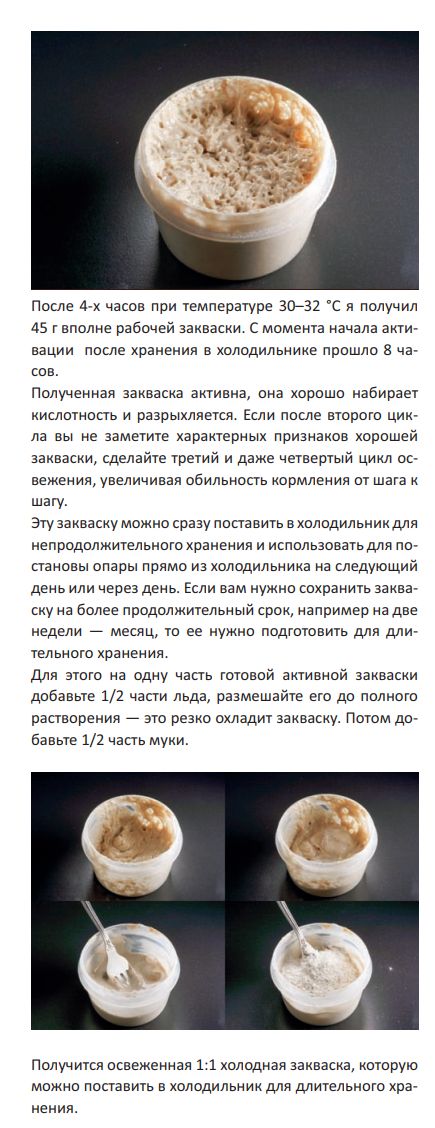 После 4-х часов при температуре 30–32 °С я получил
45 г вполне рабочей закваски. С момента начала акти-
вации  после хранения в холодильнике прошло 8 ча-
сов.
Полученная закваска активна, она хорошо набирает
кислотность и разрыхляется. Если после второго цик-
ла вы не заметите характерных признаков хорошей
закваски, сделайте третий и даже четвертый цикл ос-
вежения, увеличивая обильность кормления от шага к
шагу.
Эту закваску можно сразу поставить в холодильник для
непродолжительного хранения и использовать для по-
становы опары прямо из холодильника на следующий
день или через день. Если вам нужно сохранить заква-
ску на более продолжительный срок, например на две
недели — месяц, то ее нужно подготовить для дли-
тельного хранения.
Для этого на одну часть готовой активной закваски
добавьте 1/2 части льда, размешайте его до полного
растворения — это резко охладит закваску. Потом до-
бавьте 1/2 часть муки.
Получится освеженная 1:1 холодная закваска, которую
можно поставить в холодильник для длительного хра-
нения.